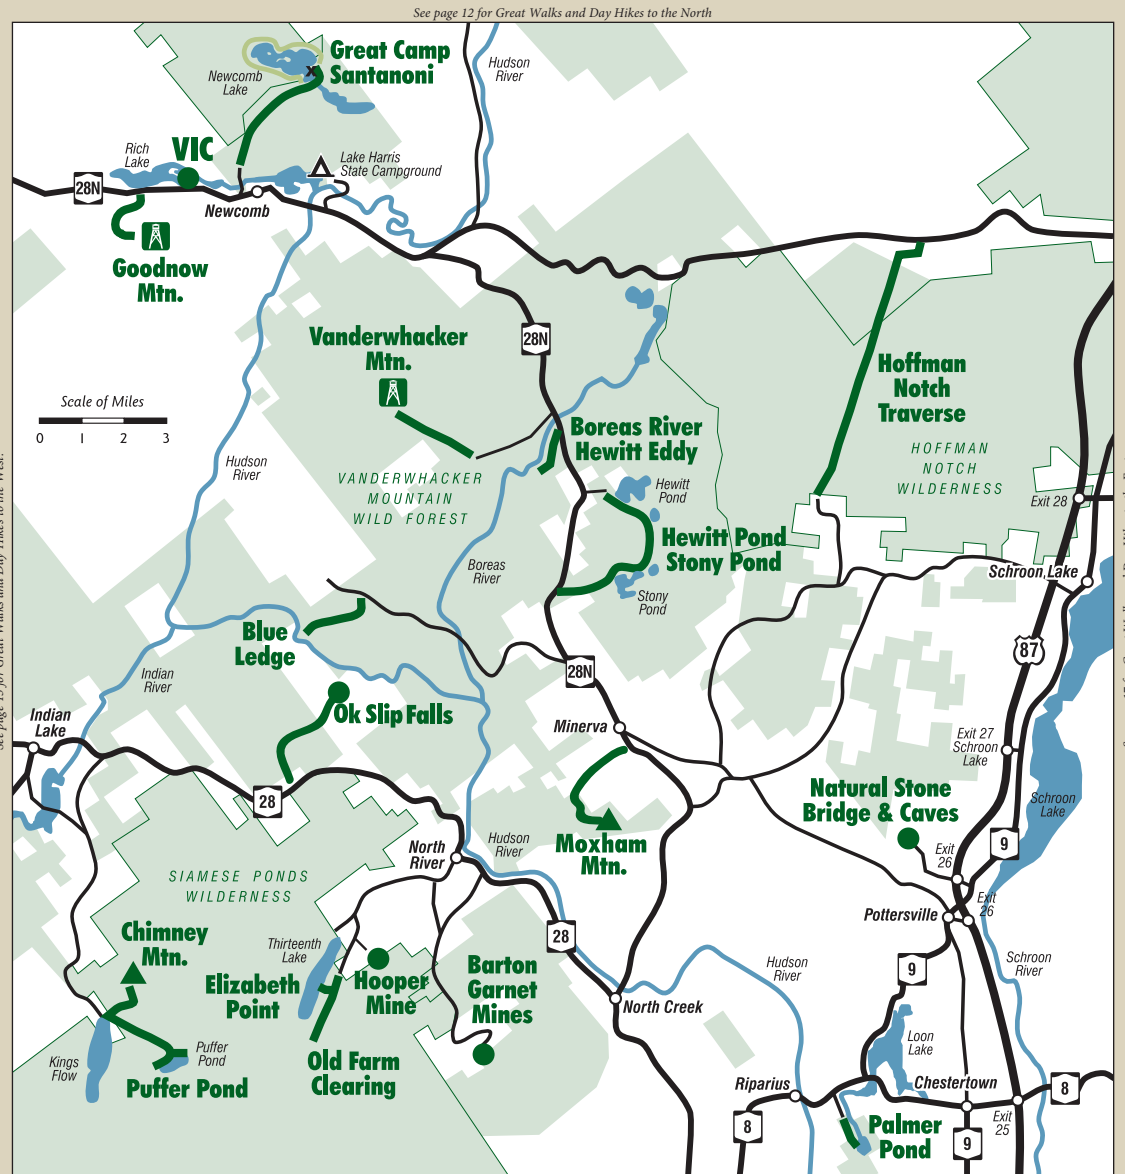 See page 12 for Great Walks and Day Hikes to the North
Great Camp
Santanoni
x
Newcomb
Lake
Hudson
River
Rich
Lake
VIC
Lake Harris
State Campground
28N
Newcomb
Goodnow
Mtn.
Vanderwhacker
Mtn.
28N
Hoffman
Notch
Traverse
Scale of Miles
0 1 2 3
Boreas River
Hewitt Eddy
HOFFMAN
NOTCH
WILDERNESS
Hudson
River
VANDERWHACKER
MOUNTAIN
WILD FOREST
Hewitt
Pond
Exit 28
Hewitt Pond
Stony Pond
Boreas
River
Schroon Lake
Stony
Pond
Blue
Ledge
87
Indian
River
28N
Ok Slip Falls
Indian
Lake
Minerva
Exit 27
Schroon
Lake
28
Natural Stone
Bridge & Caves
Schroon
Lake
North
River
Hudson
River
Moxham
Mtn.
Exit
26
9
SIAMESE PONDS
WILDERNESS
Exit
26
Pottersville
Chimney
Mtn.
28
Thirteenth
Lake
Hooper
Mine
Elizabeth
Point
Barton
Garnet
Mines
Hudson
River
9
Schroon
River
North Creek
Kings
Flow
Puffer
Pond
Puffer Pond
Old Farm
Clearing
Loon
Lake
Riparius
Chestertown
8
8
Exit
25
Palmer
Pond
9